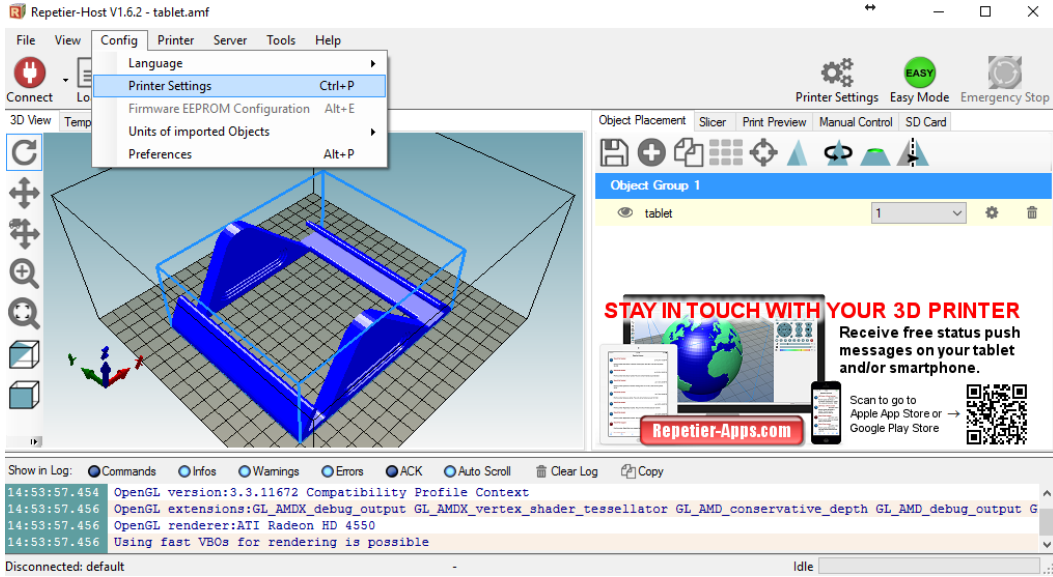 Repetier-Host V1.6.2 - tablet.amf
File View Config Printer Server Tools Help
Language
Printer Settings Ctrl+P
Firmware EEPROM Configuration Alt+E
Units of imported Objects
Preferences Alt+P
Connect Lo
Printer Settings Easy Mode Emergency Stop
EASY
3D View Temp
Object Placement Slicer Print Preview Manual Control SD Card
Object Group 1
tablet 1
STAY IN TOUCH WITH YOUR 3D PRINTER
Receive free status push
messages on your tablet
and/or smartphone.
Scan to go to
Apple App Store or →
Google Play Store
Repetier-Apps.com
Y Z X
Show in Log: Commands Infos Warnings Errors ACK Auto Scroll Clear Log Copy
14:53:57.454 OpenGL version:3.3.11672 Compatibility Profile Context
14:53:57.456 OpenGL extensions:GL_AMDX_debug_output GL_AMDX_vertex_shader_tessellator GL_AMD_conservative_depth GL_AMD_debug_output G
14:53:57.456 OpenGL renderer:ATI Radeon HD 4550
14:53:57.456 Using fast VBOs for rendering is possible
Disconnected: default - Idle